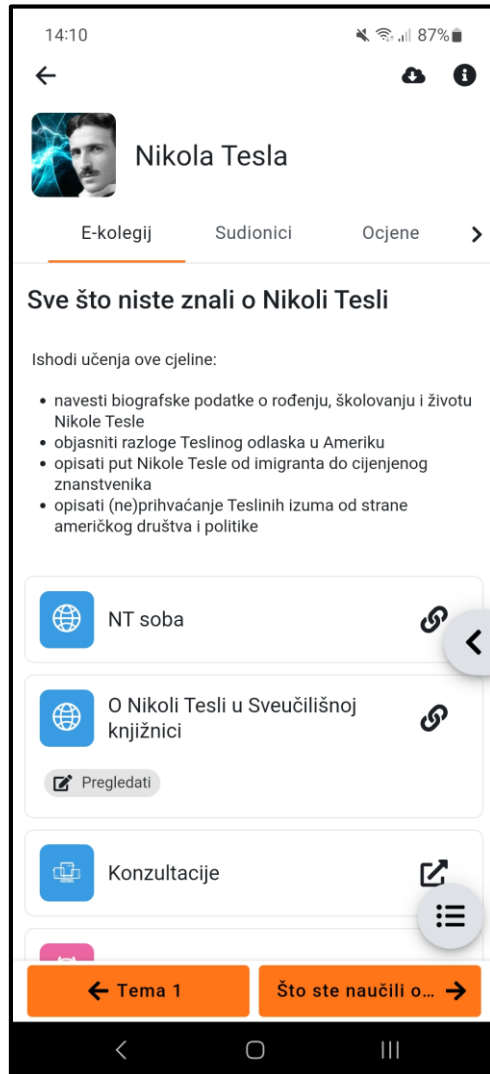 14:10
87%
Nikola Tesla
E-kolegij
Sudionici
Ocjene
Sve što niste znali o Nikoli Tesli
Ishodi učenja ove cjeline:
• navesti biografske podatke o rođenju, školovanju i životu
Nikole Tesle
• objasniti razloge Teslinog odlaska u Ameriku
• opisati put Nikole Tesle od imigranta do cijenjenog
znanstvenika
• opisati (ne)prihvaćanje Teslinih izuma od strane
američkog društva i politike
NT soba
O Nikoli Tesli u Sveučilišnoj
knjižnici
Pregledati
Konzultacije
Tema 1
Što ste naučili o...